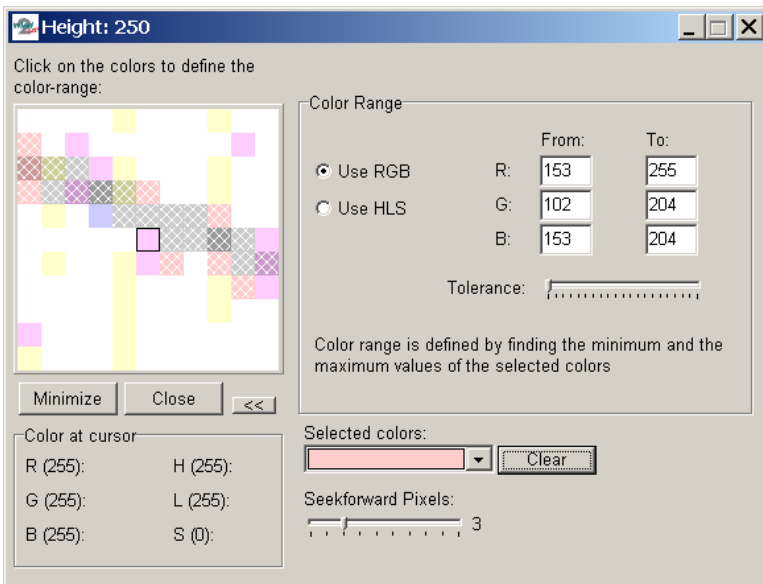 Height: 250
Click on the colors to define the
color-range:
Color Range
From: To:
Use RGB R: 153 255
Use HLS G: 102 204
B: 153 204
Tolerance:
Color range is defined by finding the minimum and the
maximum values of the selected colors
Minimize Close <<
Color at cursor
R (255): H (255):
G (255): L (255):
B (255): S (0):
Selected colors:
Clear
Seekforward Pixels:
3